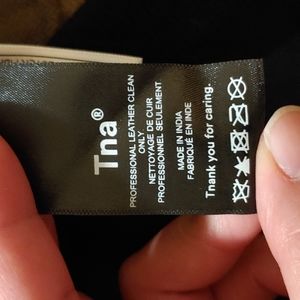 Tna®
PROFESSIONAL LEATHER CLEAN
ONLY
NETTOYAGE DE CUIR
PROFESSIONNEL SEULEMENT
MADE IN INDIA
FABRIQUÉ EN INDE
Tnank you for caring.